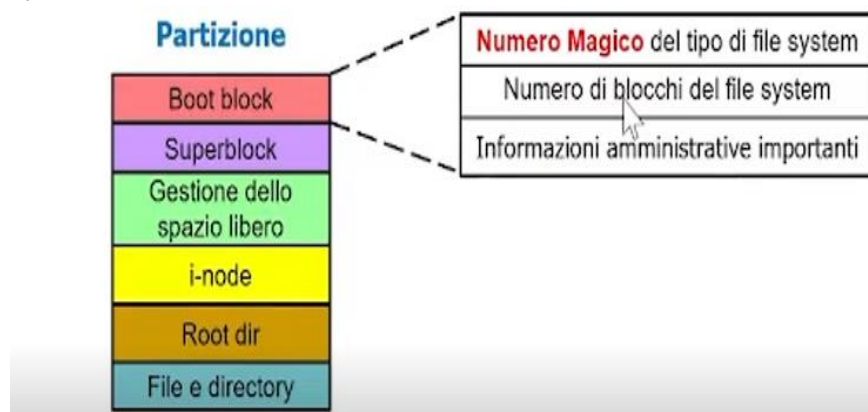 Partizione
Boot block
Superblock
Gestione dello
spazio libero
i-node
Root dir
File e directory
Numero Magico del tipo di file system
Numero di blocchi del file system
Informazioni amministrative importanti